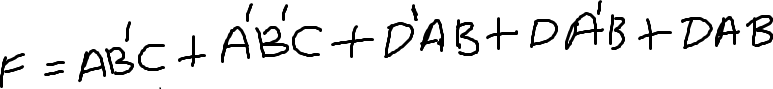 F = AB'C + A'B'C + D'AB + DA'B + DAB